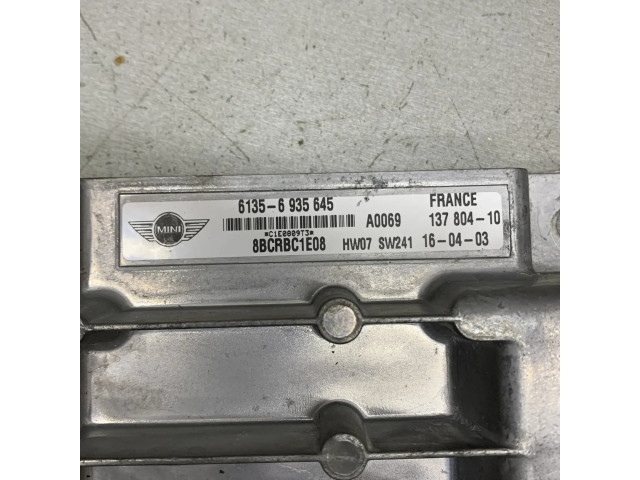 MINI
6135-6 935 645
A0069
FRANCE
137 804-10
*C1E0809T3*
8BCRBC1E08 HW07 SW241 16-04-03